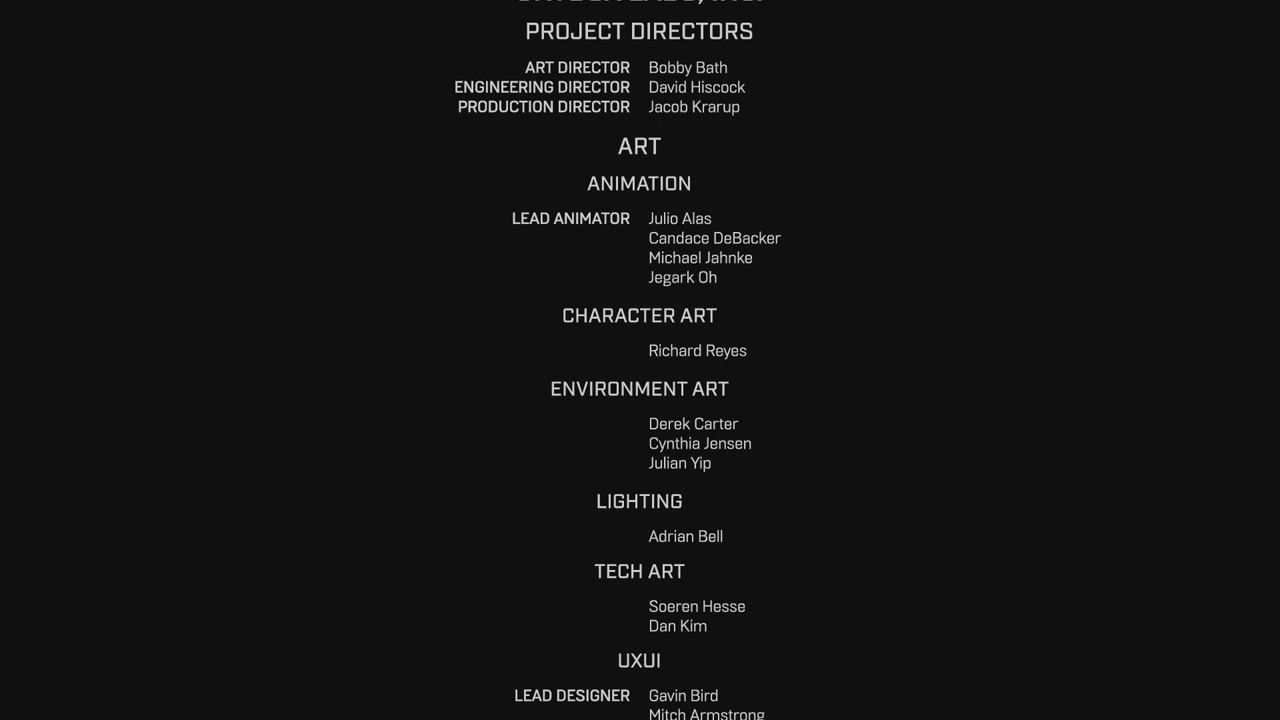 PROJECT DIRECTORS
ART DIRECTOR Bobby Bath
ENGINEERING DIRECTOR David Hiscock
PRODUCTION DIRECTOR Jacob Krarup
ART
ANIMATION
LEAD ANIMATOR Julio Alas
Candace DeBacker
Michael Jahnke
Jegark Oh
CHARACTER ART
Richard Reyes
ENVIRONMENT ART
Derek Carter
Cynthia Jensen
Julian Yip
LIGHTING
Adrian Bell
TECH ART
Soeren Hesse
Dan Kim
UXUI
LEAD DESIGNER Gavin Bird
Mitch Armstrong